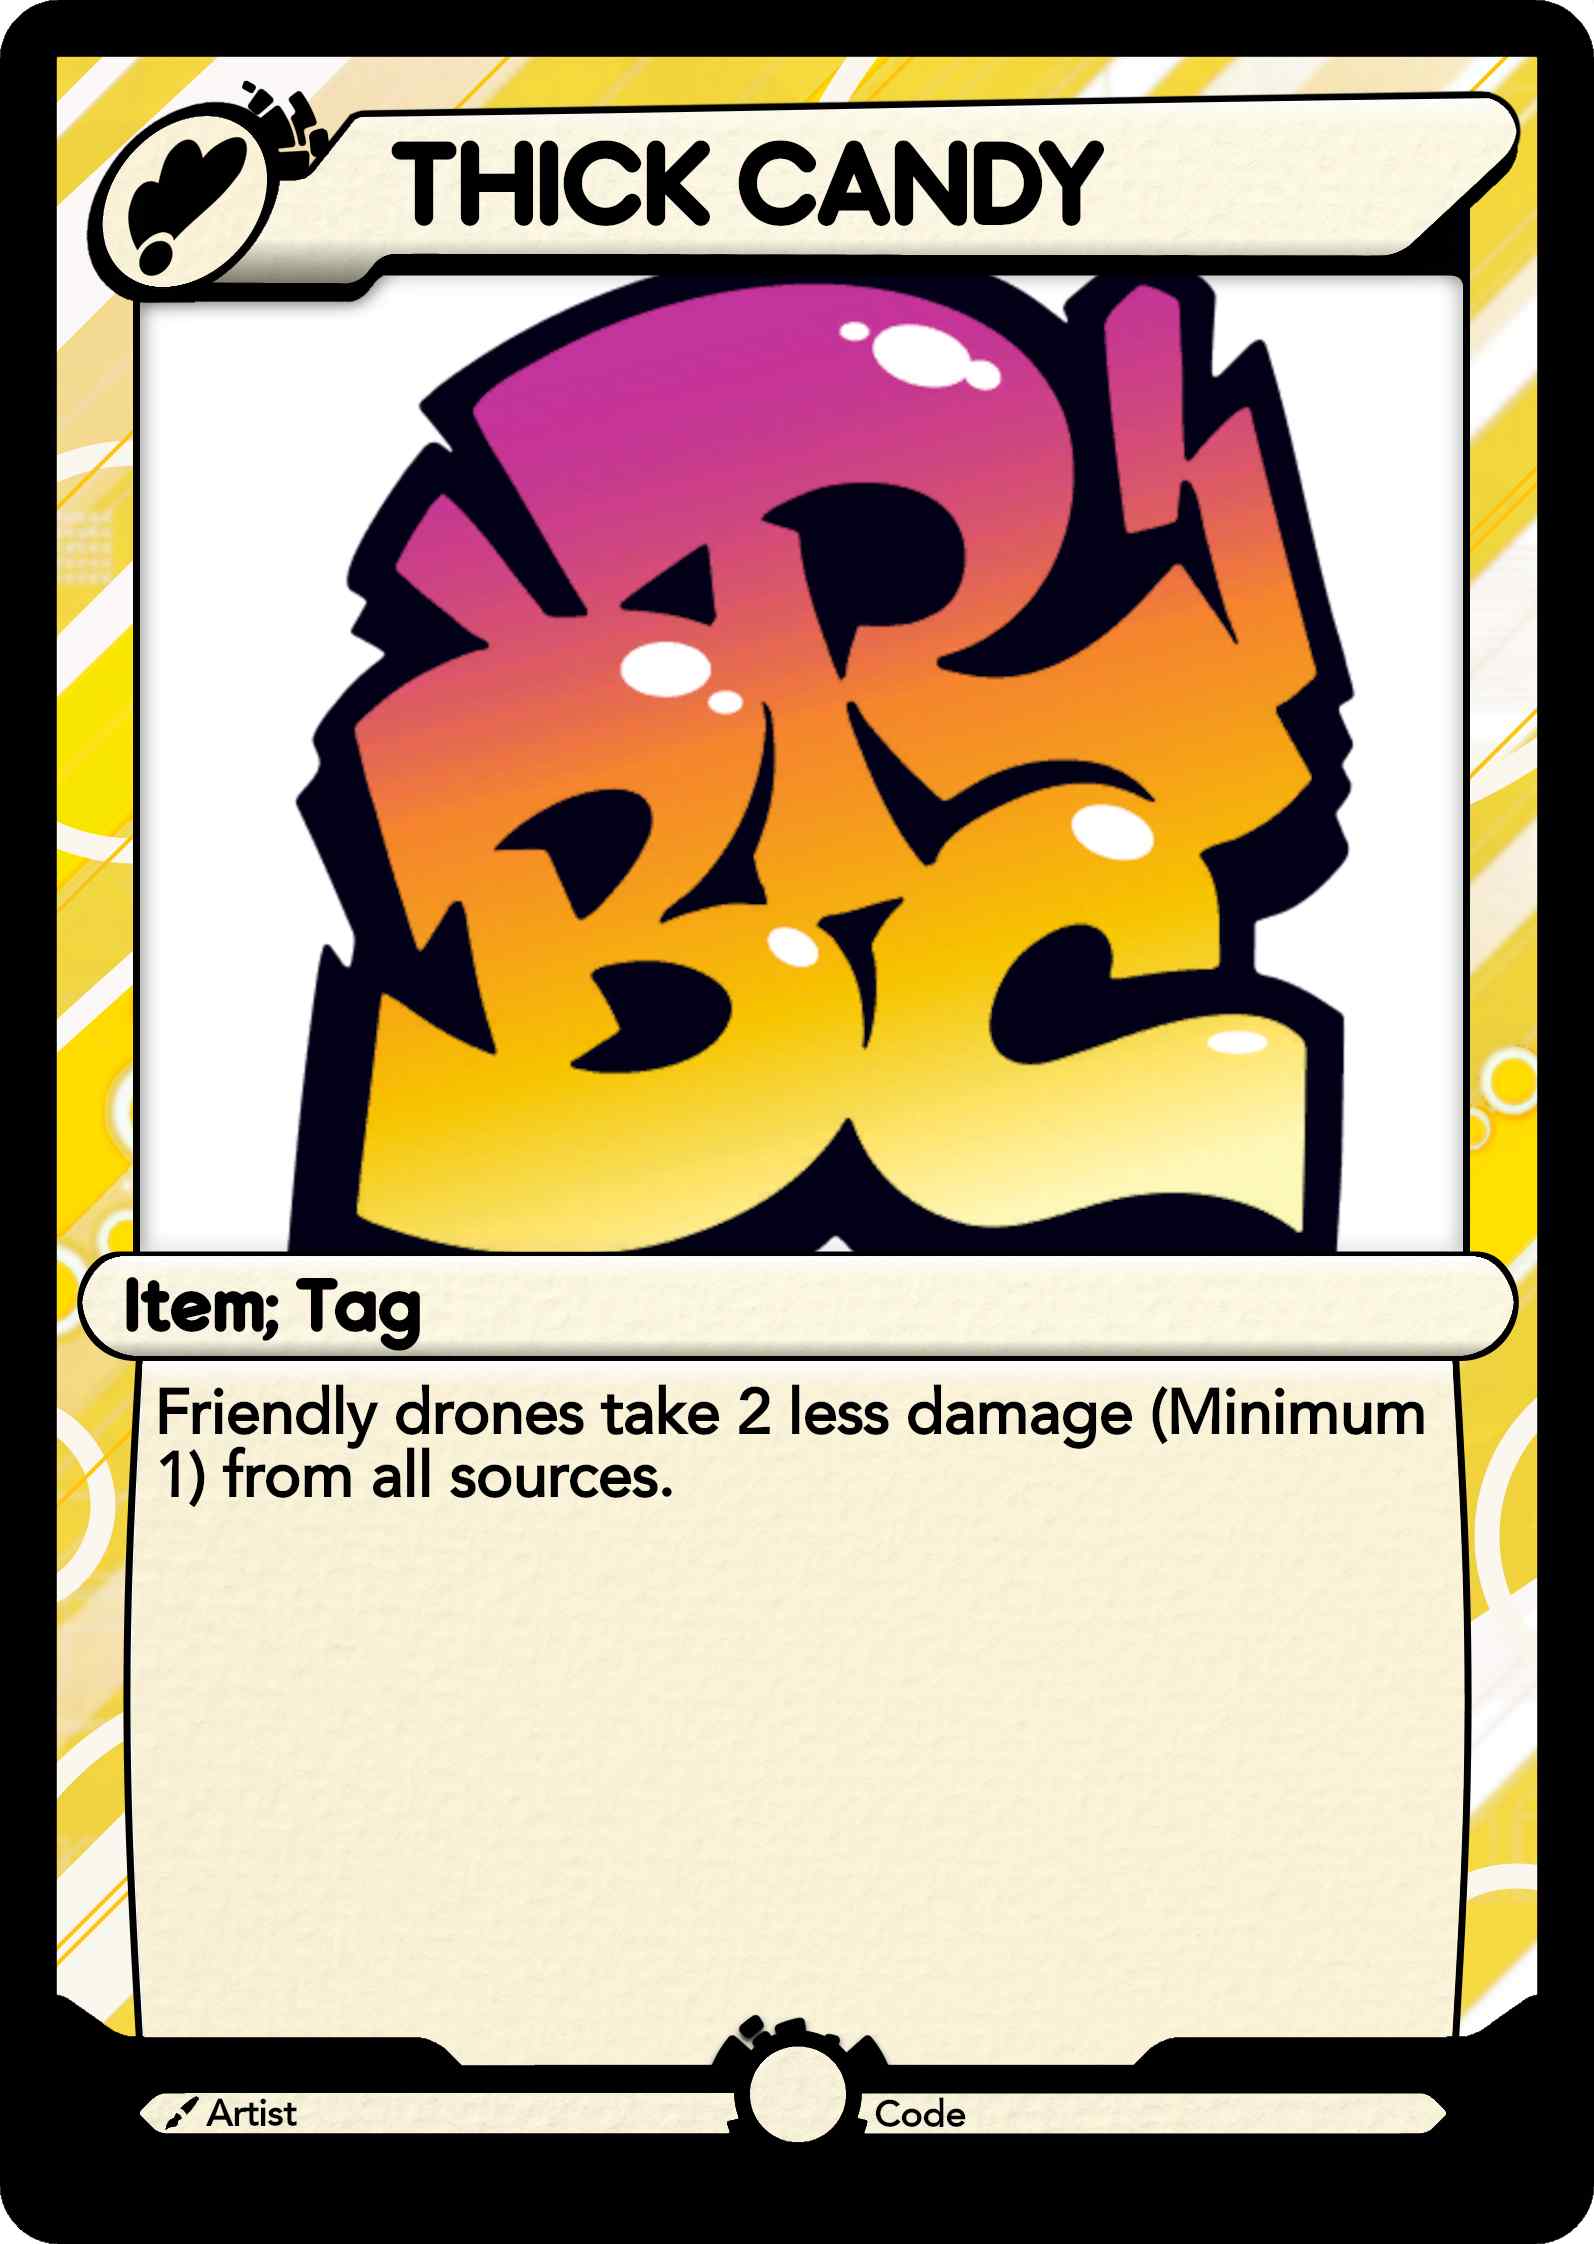 THICK CANDY
Item; Tag
Friendly drones take 2 less damage (Minimum
1) from all sources.
Artist
Code